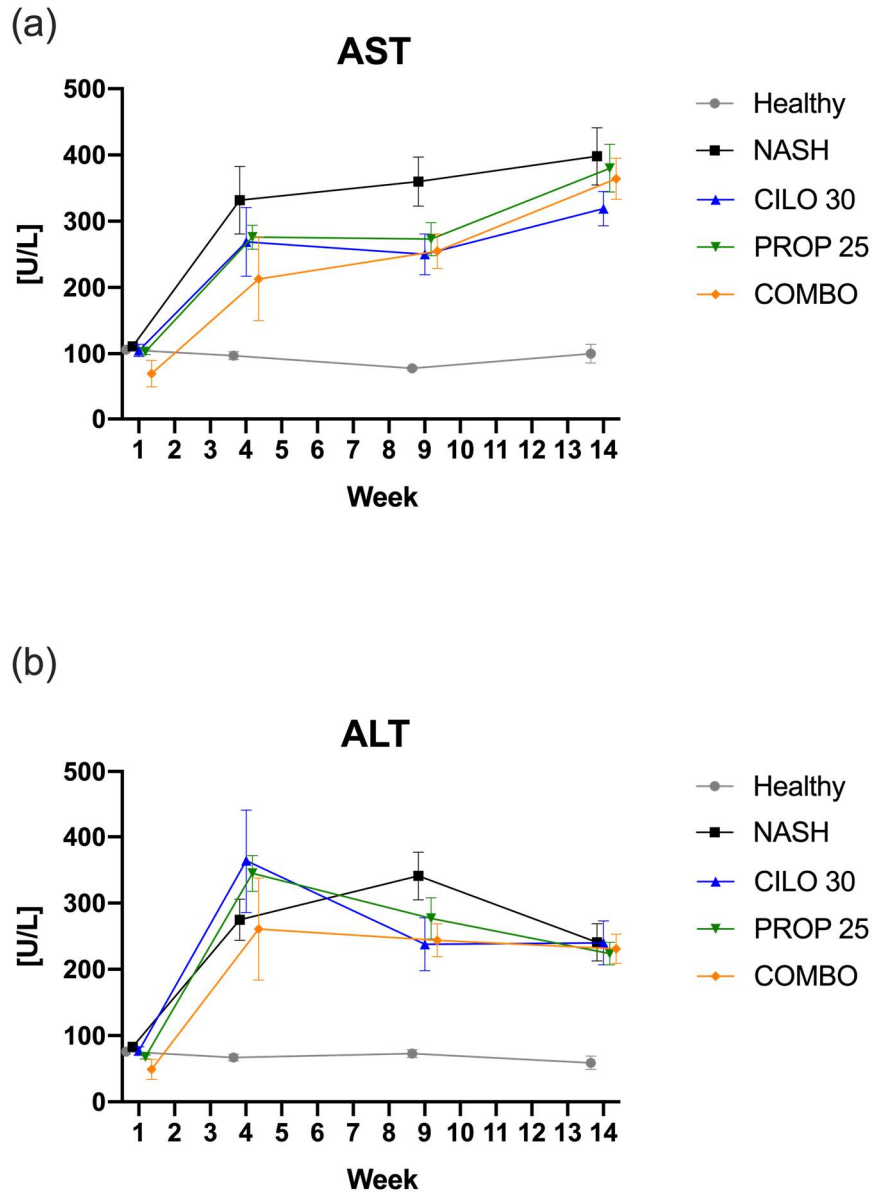 (a)
AST
500
400
300
200
100
0
[U/L]
1 2 3 4 5 6 7 8 9 10 11 12 13 14
Week
Healthy
NASH
CILO 30
PROP 25
COMBO
(b)
ALT
500
400
300
200
100
0
[U/L]
1 2 3 4 5 6 7 8 9 10 11 12 13 14
Week
Healthy
NASH
CILO 30
PROP 25
COMBO